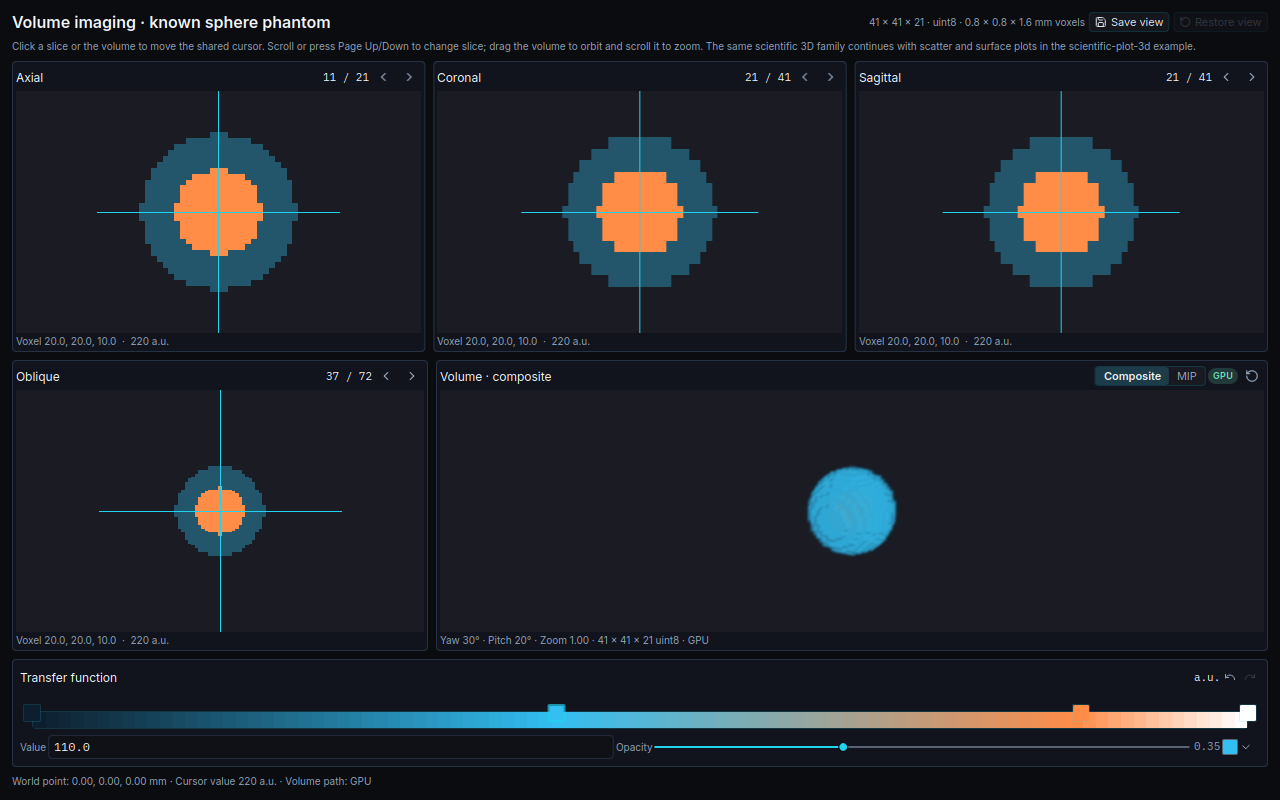 Volume imaging · known sphere phantom
41 × 41 × 21 · uint8 · 0.8 × 0.8 × 1.6 mm voxels Save view Restore view
Click a slice or the volume to move the shared cursor. Scroll or press Page Up/Down to change slice; drag the volume to orbit and scroll it to zoom. The same scientific 3D family continues with scatter and surface plots in the scientific-plot-3d example.
Axial 11 / 21
Coronal 21 / 41
Sagittal 21 / 41
Voxel 20.0, 20.0, 10.0 · 220 a.u.
Voxel 20.0, 20.0, 10.0 · 220 a.u.
Voxel 20.0, 20.0, 10.0 · 220 a.u.
Oblique 37 / 72
Volume · composite Composite MIP GPU
Voxel 20.0, 20.0, 10.0 · 220 a.u.
Yaw 30° · Pitch 20° · Zoom 1.00 · 41 × 41 × 21 uint8 · GPU
Transfer function a.u.
Value 110.0 Opacity 0.35
World point: 0.00, 0.00, 0.00 mm · Cursor value 220 a.u. · Volume path: GPU